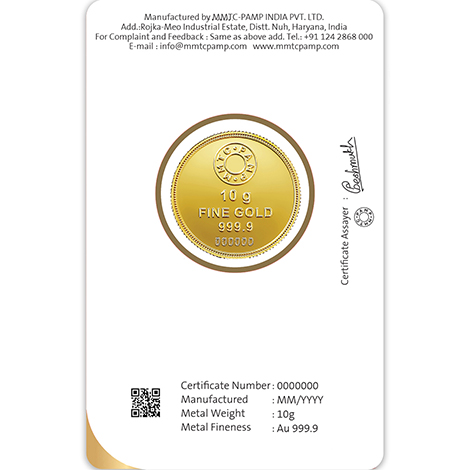 Manufactured by MMTC-PAMP INDIA PVT. LTD.
Add.:Rojka-Meo Industrial Estate, Distt. Nuh, Haryana, India
For Complaint and Feedback : Same as above add. Tel.: +91 124 2868 000
E-mail : info@mmtcpamp.com www.mmtcpamp.com
MMTC·PAMP
10 g
FINE GOLD
999.9
000000
Certificate Assayer :
Certificate Number : 0000000
Manufactured : MM/YYYY
Metal Weight : 10g
Metal Fineness : Au 999.9